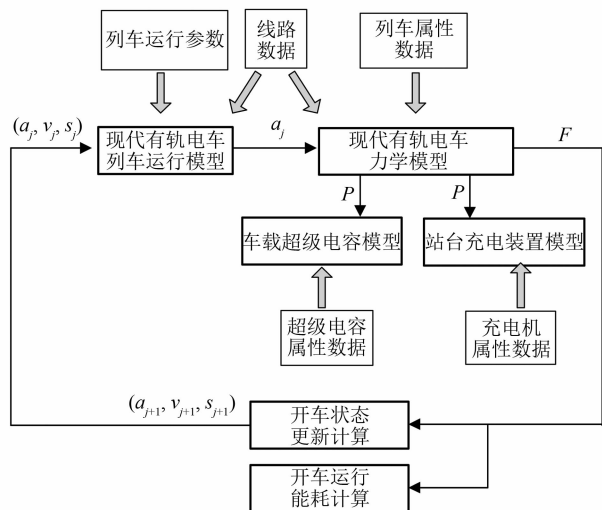 列车运行参数
线路
数据
列车属性
数据
(a_j, v_j, s_j)
现代有轨电车
列车运行模型
a_j
现代有轨电车
力学模型
F
P
P
车载超级电容模型
站台充电装置模型
超级电容
属性数据
充电机
属性数据
(a_{j+1}, v_{j+1}, s_{j+1})
开车状态
更新计算
开车运行
能耗计算